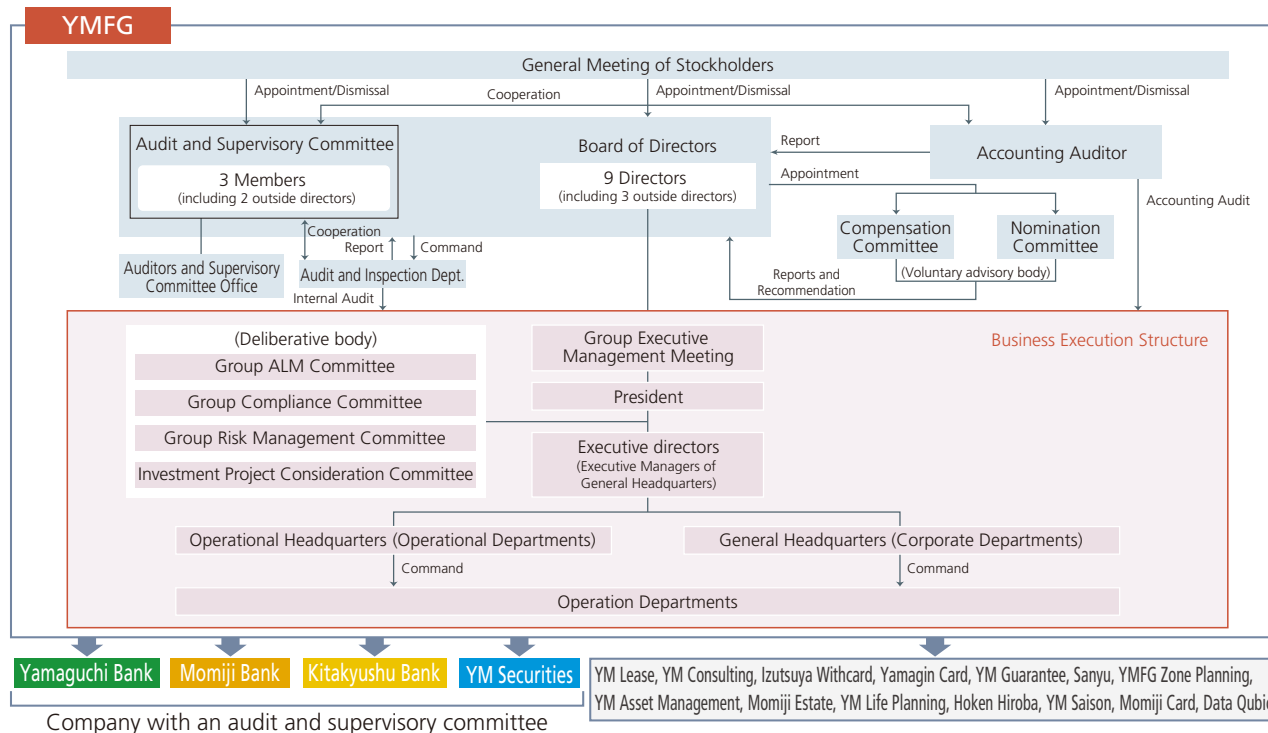 YMFG
General Meeting of Stockholders
Appointment/Dismissal
Cooperation
Appointment/Dismissal
Appointment/Dismissal
Audit and Supervisory Committee
3 Members
(including 2 outside directors)
Board of Directors
9 Directors
(including 3 outside directors)
Report
Appointment
Accounting Auditor
Accounting Audit
Compensation
Committee
Nomination
Committee
(Voluntary advisory body)
Reports and
Recommendation
Cooperation
Report
Command
Auditors and Supervisory
Committee Office
Audit and Inspection Dept.
Internal Audit
Business Execution Structure
(Deliberative body)
Group ALM Committee
Group Compliance Committee
Group Risk Management Committee
Investment Project Consideration Committee
Group Executive
Management Meeting
President
Executive directors
(Executive Managers of
General Headquarters)
Operational Headquarters (Operational Departments)
General Headquarters (Corporate Departments)
Command
Command
Operation Departments
Yamaguchi Bank
Momiji Bank
Kitakyushu Bank
YM Securities
YM Lease, YM Consulting, Izutsuya Withcard, Yamagin Card, YM Guarantee, Sanyu, YMFG Zone Planning,
YM Asset Management, Momiji Estate, YM Life Planning, Hoken Hiroba, YM Saison, Momiji Card, Data Qubic
Company with an audit and supervisory committee